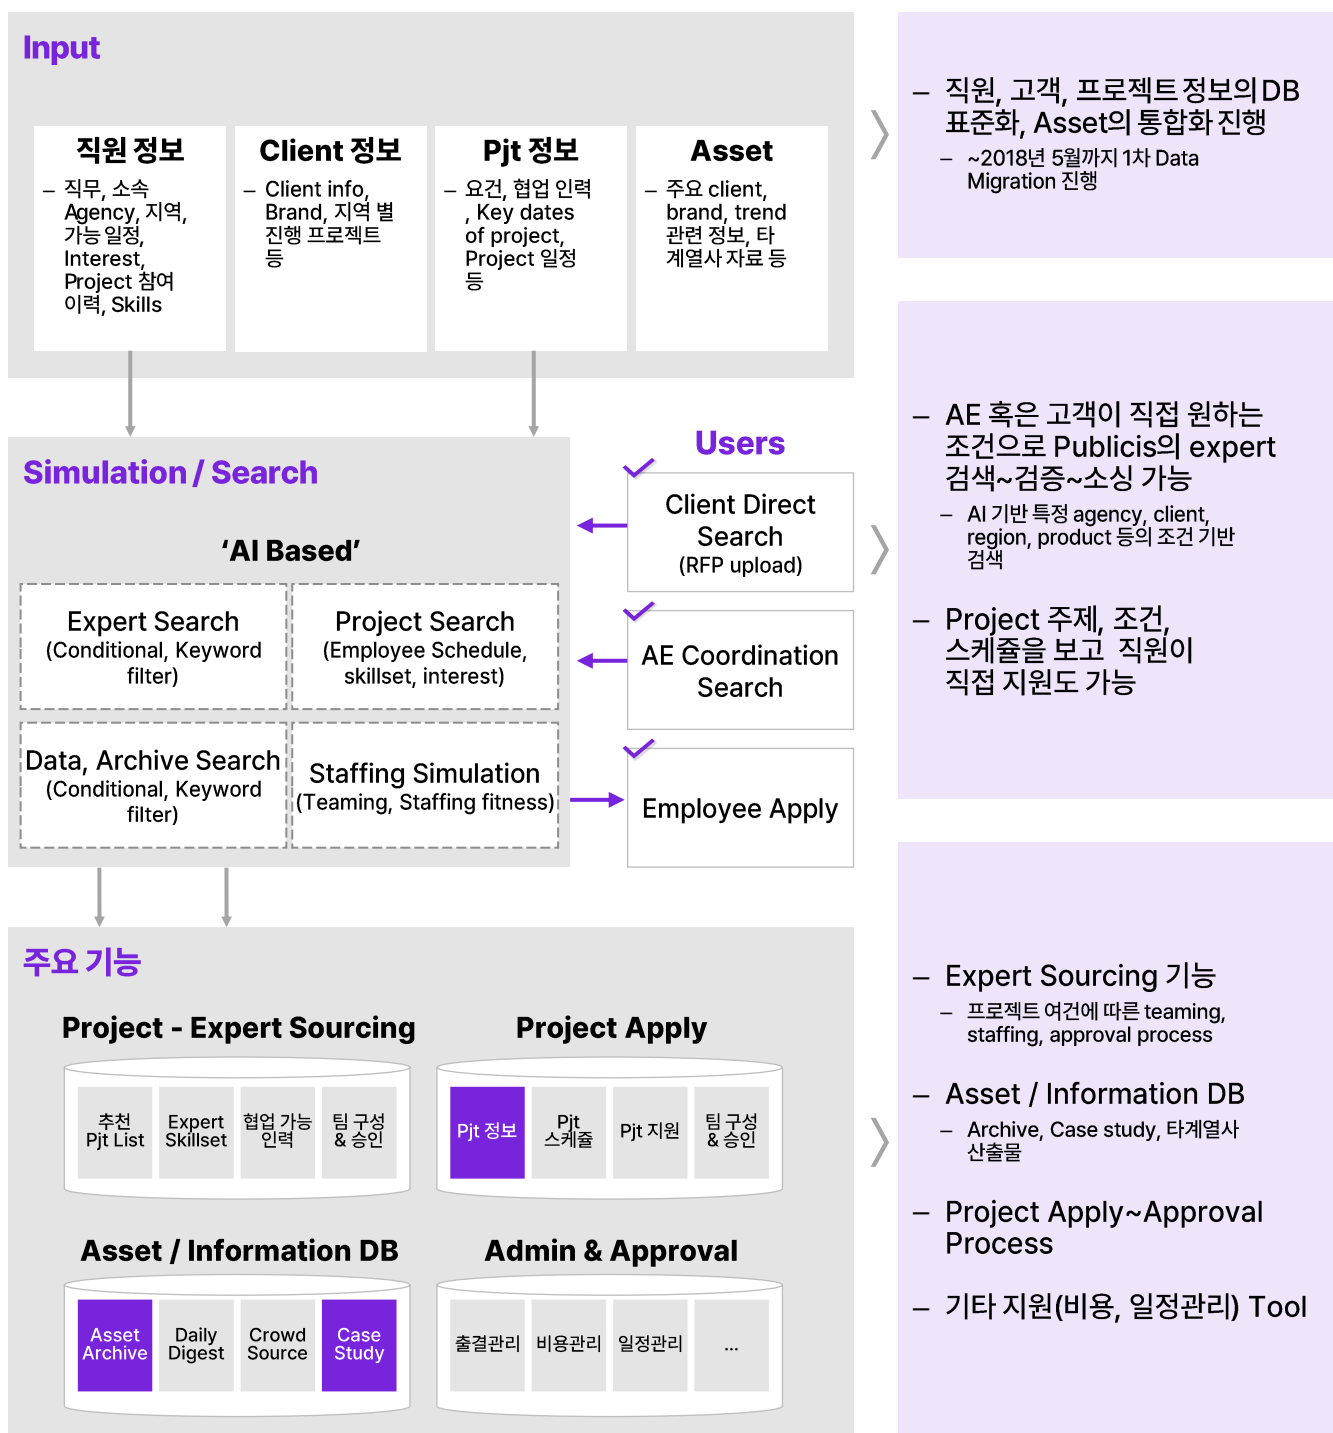 Input
직원 정보
– 직무, 소속
Agency, 지역,
가능 일정,
Interest,
Project 참여
이력, Skills
Client 정보
– Client info,
Brand, 지역 별
진행 프로젝트
등
Pjt 정보
– 요건, 협업 인력
, Key dates
of project,
Project 일정
등
Asset
– 주요 client,
brand, trend
관련 정보, 타
계열사 자료 등
– 직원, 고객, 프로젝트 정보의 DB
표준화, Asset의 통합화 진행
– ~2018년 5월까지 1차 Data
Migration 진행
Simulation / Search
‘AI Based’
Expert Search
(Conditional, Keyword
filter)
Project Search
(Employee Schedule,
skillset, interest)
Data, Archive Search
(Conditional, Keyword
filter)
Staffing Simulation
(Teaming, Staffing fitness)
Users
Client Direct
Search
(RFP upload)
AE Coordination
Search
Employee Apply
– AE 혹은 고객이 직접 원하는
조건으로 Publicis의 expert
검색~검증~소싱 가능
– AI 기반 특정 agency, client,
region, product 등의 조건 기반
검색
– Project 주제, 조건,
스케쥴을 보고 직원이
직접 지원도 가능
주요 기능
Project - Expert Sourcing
추천
Pjt List
Expert
Skillset
협업 가능
인력
팀 구성
& 승인
Project Apply
Pjt 정보
Pjt
스케쥴
Pjt 지원
팀 구성
& 승인
Asset / Information DB
Asset
Archive
Daily
Digest
Crowd
Source
Case
Study
Admin & Approval
출결관리
비용관리
일정관리
...
– Expert Sourcing 기능
– 프로젝트 여건에 따른 teaming,
staffing, approval process
– Asset / Information DB
– Archive, Case study, 타계열사
산출물
– Project Apply~Approval
Process
– 기타 지원(비용, 일정관리) Tool